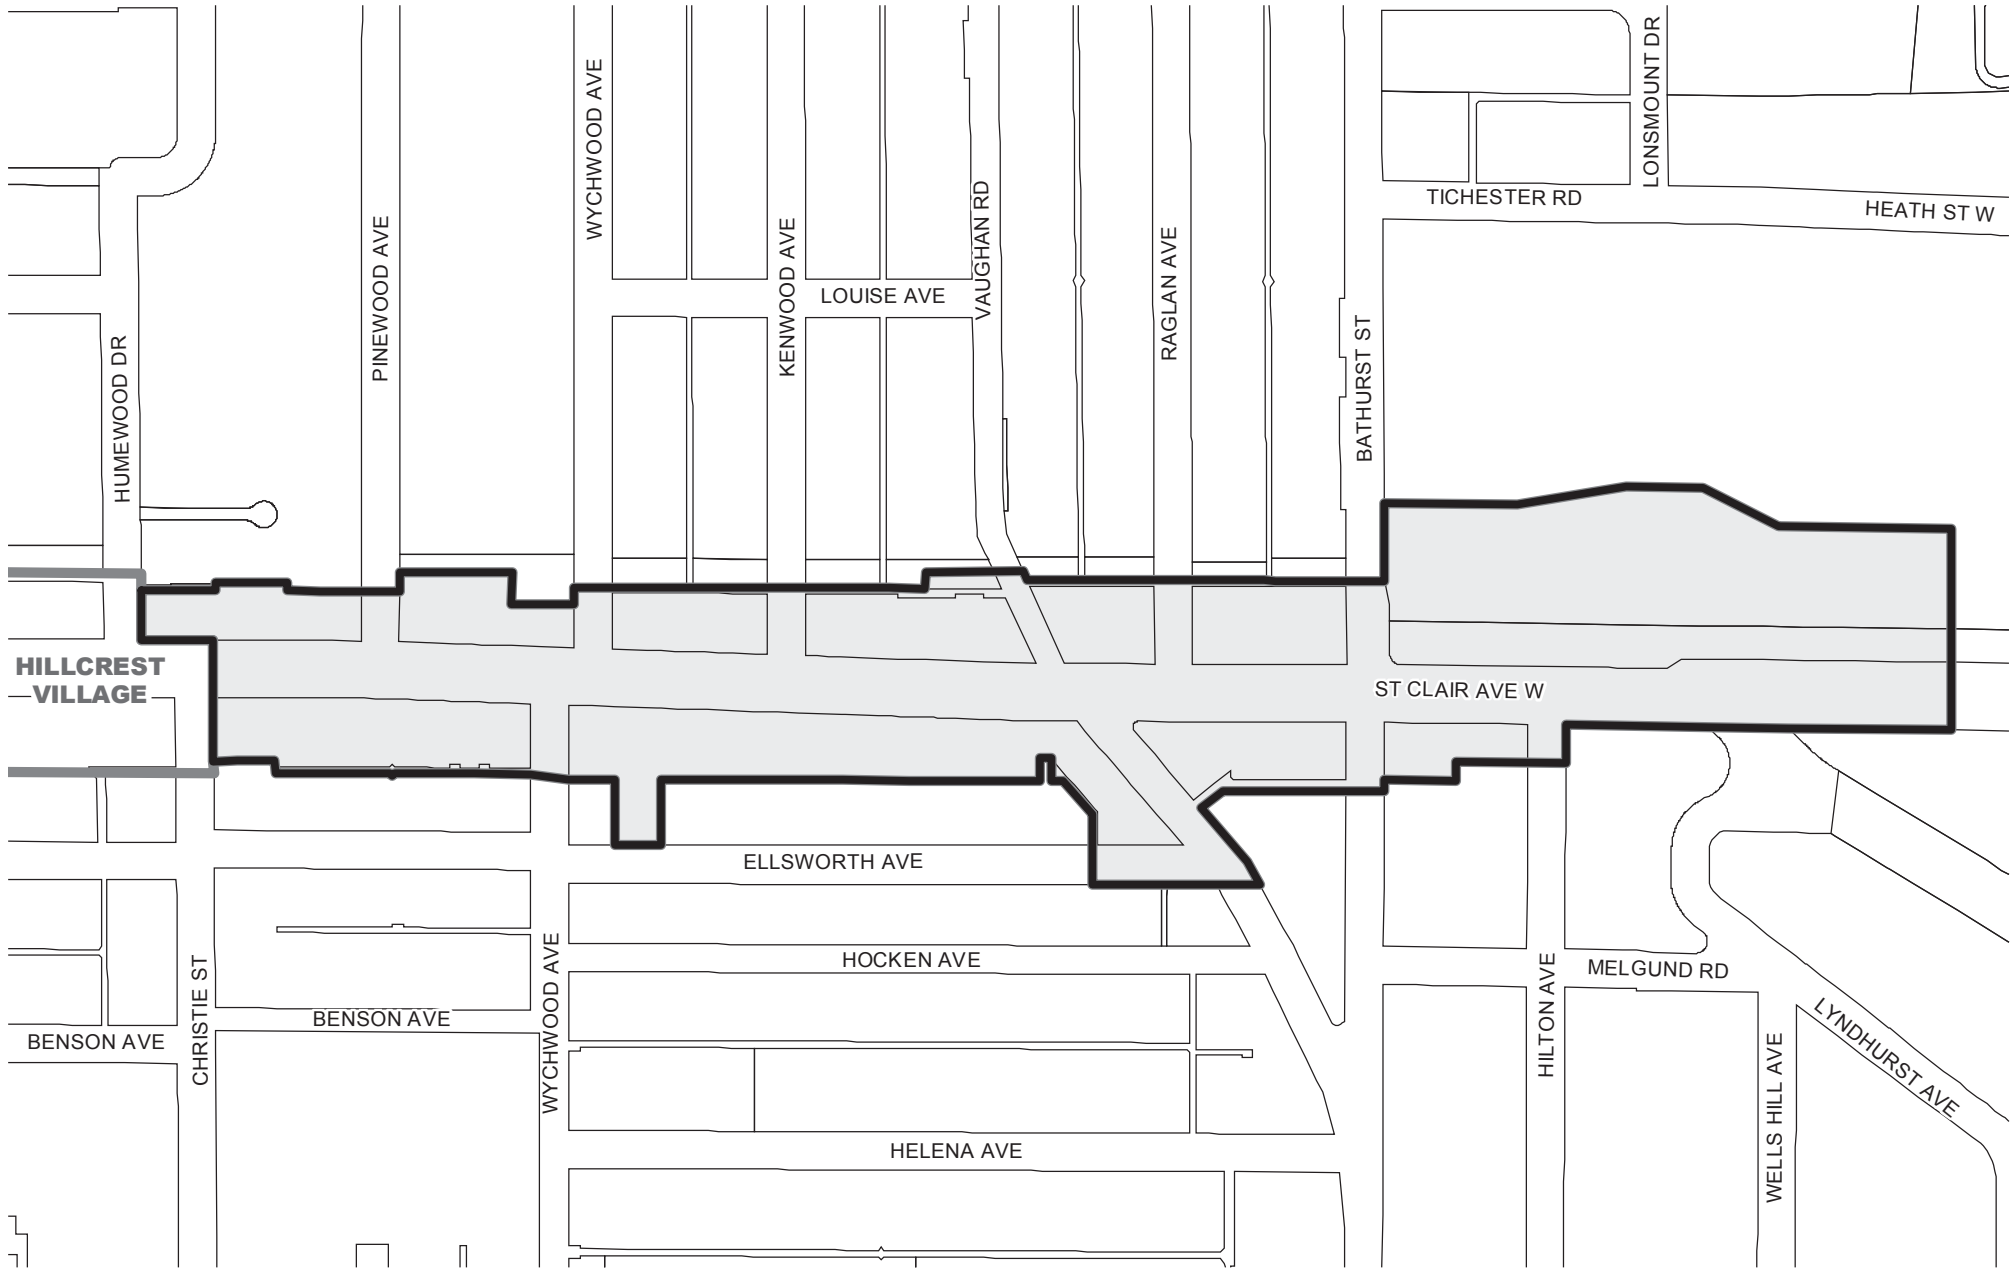 LONSMOUNT DR
WYCHWOOD AVE
TICHESTER RD
HEATH ST W
VAUGHAN RD
PINEWOOD AVE
KENWOOD AVE
RAGLAN AVE
LOUISE AVE
BATHURST ST
HUMEWOOD DR
HILLCREST
VILLAGE
ST CLAIR AVE W
ELLSWORTH AVE
HOCKEN AVE
MELGUND RD
CHRISTIE ST
WYCHWOOD AVE
HILTON AVE
BENSON AVE
BENSON AVE
LYNDHURST AVE
WELLS HILL AVE
HELENA AVE